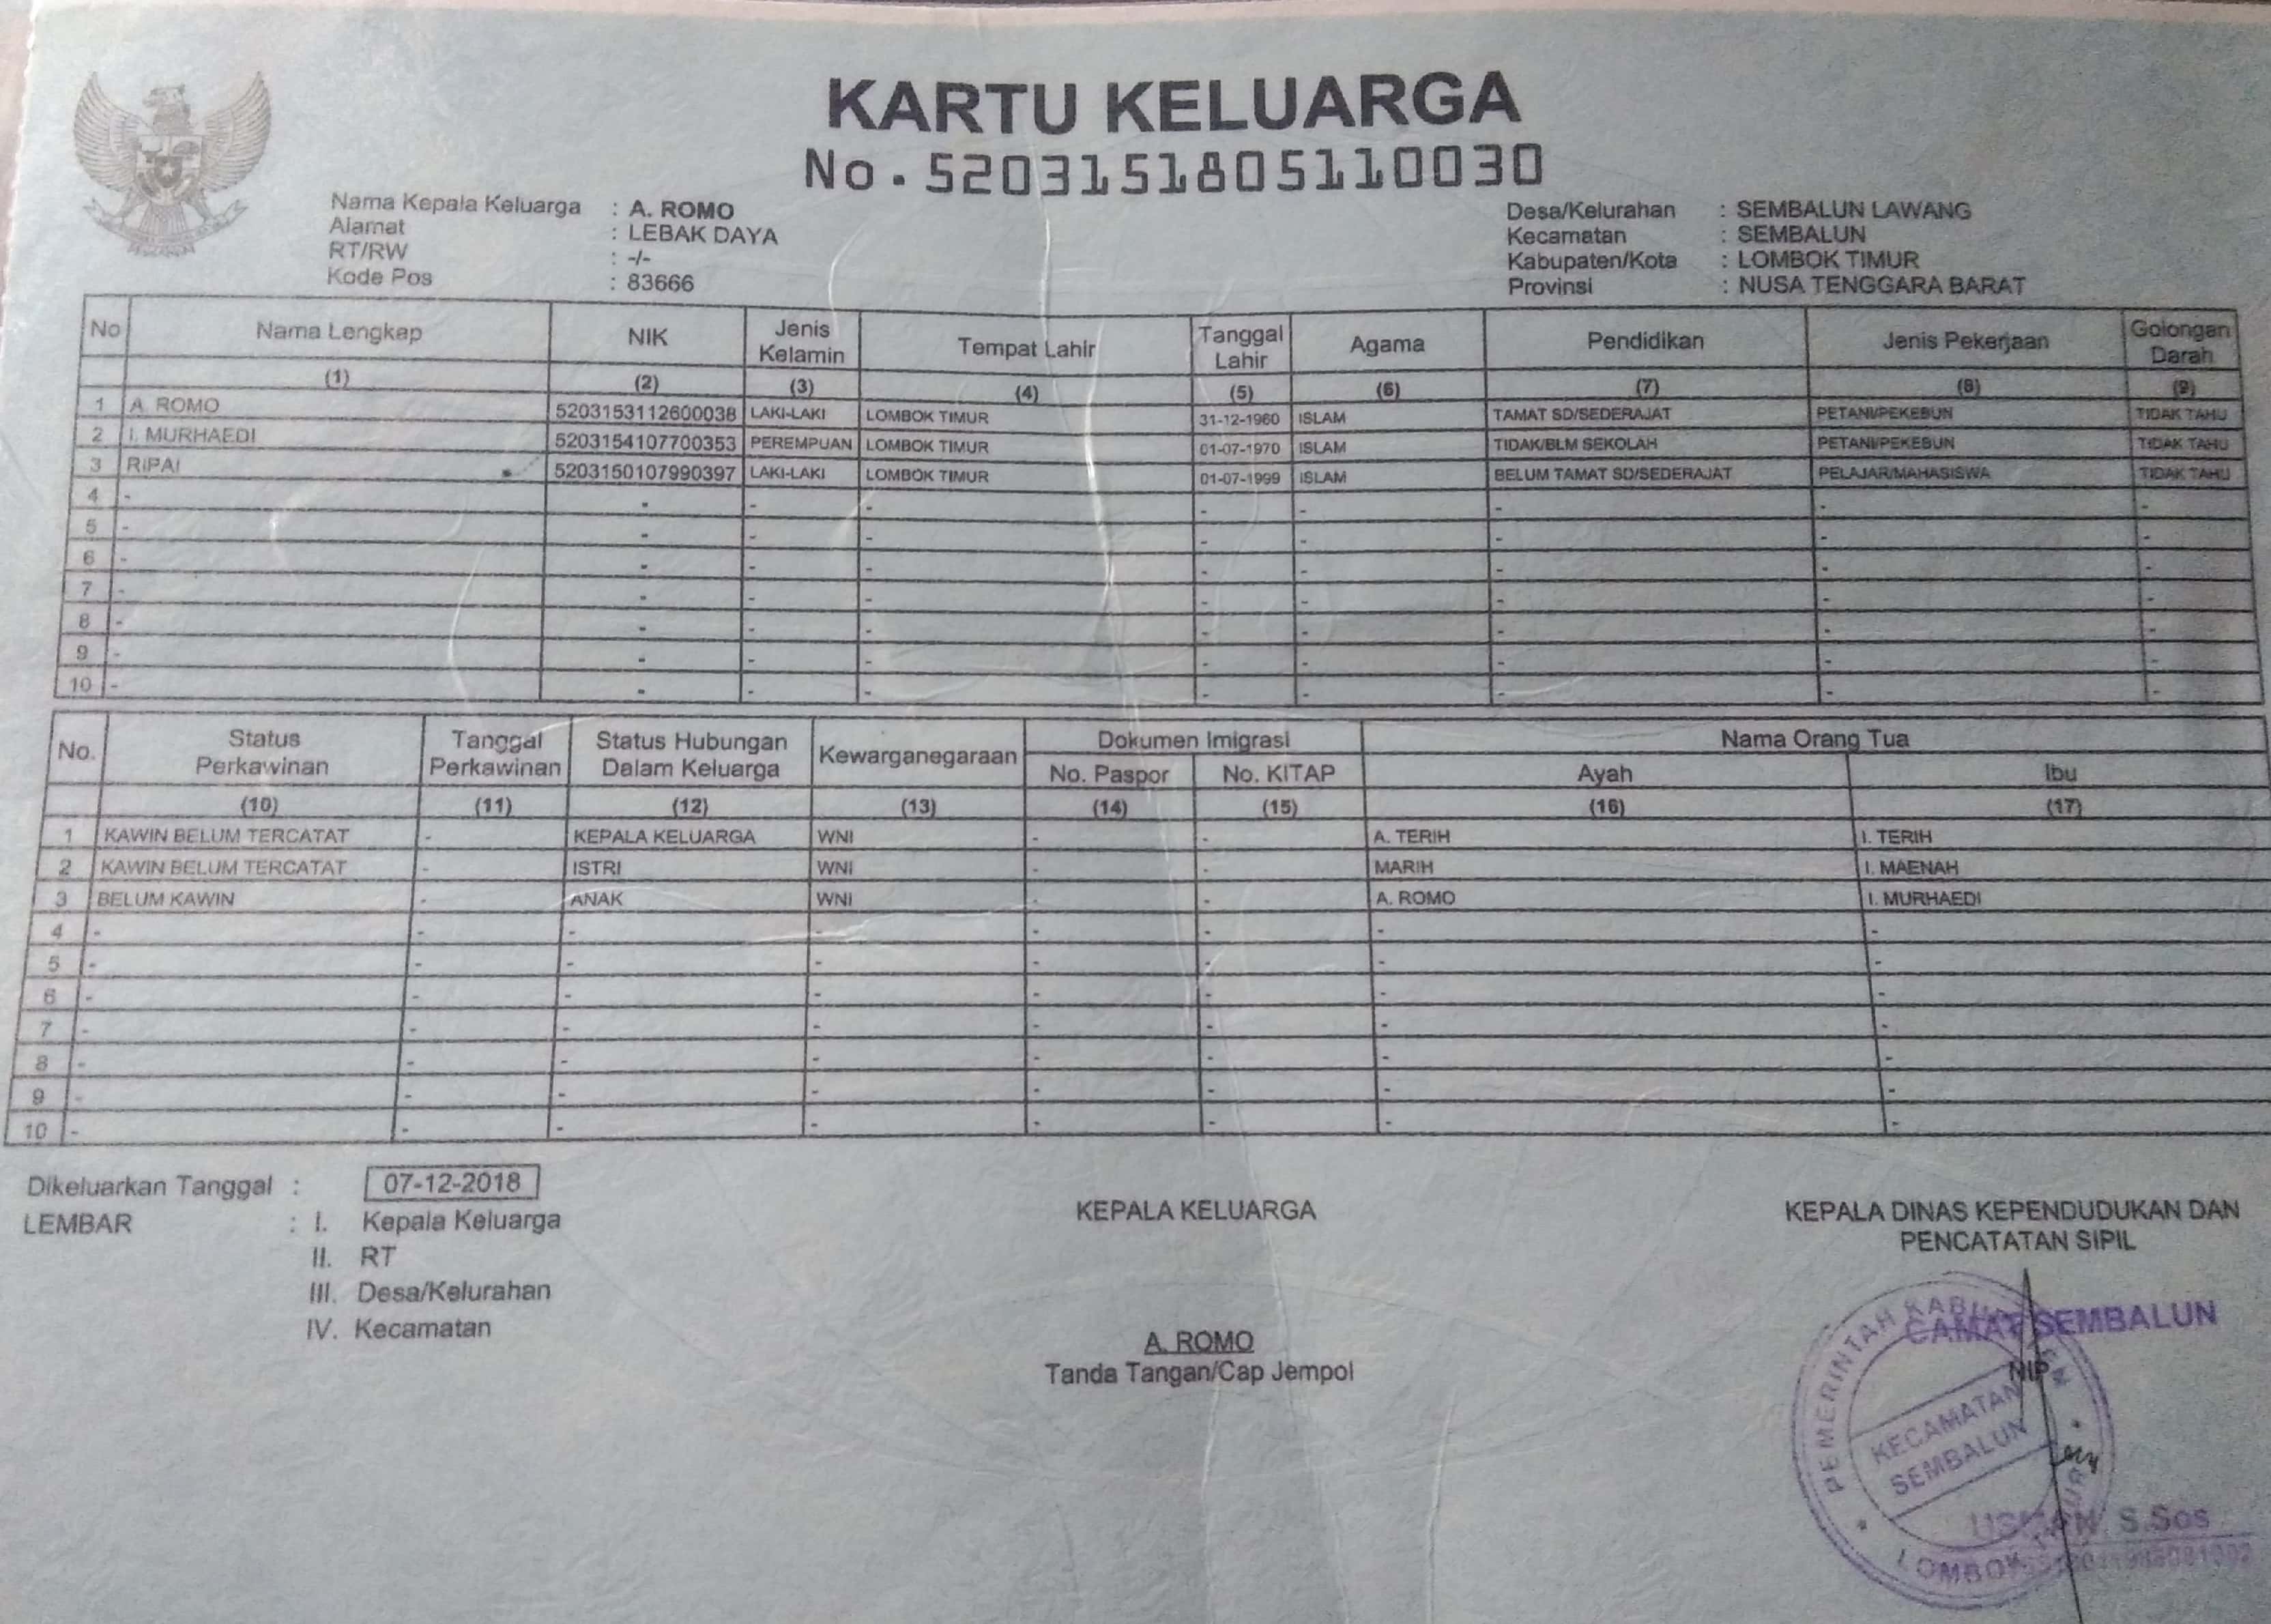 KARTU KELUARGA
No. 5203151805110030
Nama Kepala Keluarga : A. ROMO
Alamat : LEBAK DAYA
RT/RW : -/-
Kode Pos : 83666
Desa/Kelurahan : SEMBALUN LAWANG
Kecamatan : SEMBALUN
Kabupaten/Kota : LOMBOK TIMUR
Provinsi : NUSA TENGGARA BARAT
No Nama Lengkap NIK Jenis Kelamin Tempat Lahir Tanggal Lahir Agama Pendidikan Jenis Pekerjaan Golongan Darah
(1) (2) (3) (4) (5) (6) (7) (8) (9)
1 A. ROMO 5203153112600038 LAKI-LAKI LOMBOK TIMUR 31-12-1960 ISLAM TAMAT SD/SEDERAJAT PETANI/PEKEBUN TIDAK TAHU
2 I. MURHAEDI 5203154107700353 PEREMPUAN LOMBOK TIMUR 01-07-1970 ISLAM TIDAK/BLM SEKOLAH PETANI/PEKEBUN TIDAK TAHU
3 RIPAI 5203150107990397 LAKI-LAKI LOMBOK TIMUR 01-07-1999 ISLAM BELUM TAMAT SD/SEDERAJAT PELAJAR/MAHASISWA TIDAK TAHU
4 - - - - - - - - -
5 - - - - - - - - -
6 - - - - - - - - -
7 - - - - - - - - -
8 - - - - - - - - -
9 - - - - - - - - -
10 - - - - - - - - -
No. Status Perkawinan Tanggal Perkawinan Status Hubungan Dalam Keluarga Kewarganegaraan Dokumen Imigrasi Nama Orang Tua
No. Paspor No. KITAP Ayah Ibu
(10) (11) (12) (13) (14) (15) (16) (17)
1 KAWIN BELUM TERCATAT - KEPALA KELUARGA WNI - - A. TERIH I. TERIH
2 KAWIN BELUM TERCATAT - ISTRI WNI - - MARIH I. MAENAH
3 BELUM KAWIN - ANAK WNI - - A. ROMO I. MURHAEDI
4 - - - - - - - -
5 - - - - - - - -
6 - - - - - - - -
7 - - - - - - - -
8 - - - - - - - -
9 - - - - - - - -
10 - - - - - - - -
Dikeluarkan Tanggal : 07-12-2018
LEMBAR : I. Kepala Keluarga
II. RT
III. Desa/Kelurahan
IV. Kecamatan
KEPALA KELUARGA
A. ROMO
Tanda Tangan/Cap Jempol
KEPALA DINAS KEPENDUDUKAN DAN
PENCATATAN SIPIL
CAMAT SEMBALUN
NIP
PEMERINTAH
KECAMATAN
SEMBALUN
LOMBOK
S.Sos